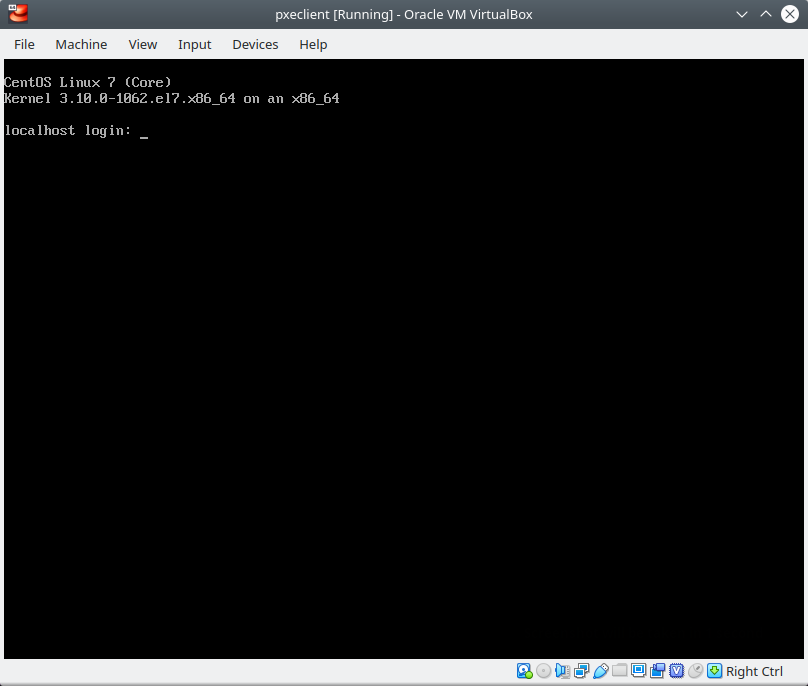 pxeclient [Running] - Oracle VM VirtualBox
File Machine View Input Devices Help
CentOS Linux 7 (Core)
Kernel 3.10.0-1062.el7.x86_64 on an x86_64
localhost login: _
Right Ctrl